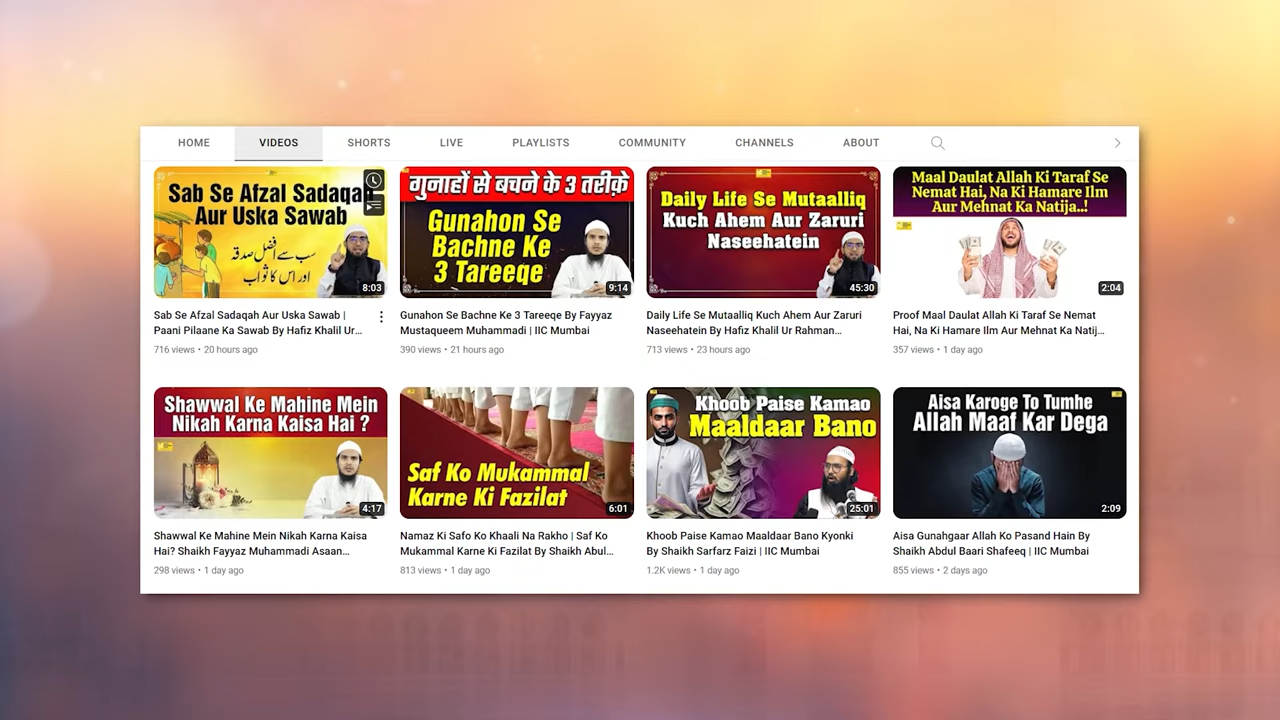 HOME VIDEOS SHORTS LIVE PLAYLISTS COMMUNITY CHANNELS ABOUT
Sab Se Afzal Sadaqah
Aur Uska Sawab
سب سے افضل صدقہ
اور اس کا ثواب
8:03
गुनाहों से बचने के 3 तरीक़े
Gunahon Se
Bachne Ke
3 Tareeqe
9:14
Daily Life Se Mutaalliq
Kuch Ahem Aur Zaruri
Naseehatein
45:30
Maal Daulat Allah Ki Taraf Se
Nemat Hai, Na Ki Hamare Ilm
Aur Mehnat Ka Natija..!
2:04
Sab Se Afzal Sadaqah Aur Uska Sawab |
Paani Pilaane Ka Sawab By Hafiz Khalil Ur...
716 views • 20 hours ago
Gunahon Se Bachne Ke 3 Tareeqe By Fayyaz
Mustaqueem Muhammadi | IIC Mumbai
390 views • 21 hours ago
Daily Life Se Mutaalliq Kuch Ahem Aur Zaruri
Naseehatein By Hafiz Khalil Ur Rahman...
713 views • 23 hours ago
Proof Maal Daulat Allah Ki Taraf Se Nemat
Hai, Na Ki Hamare Ilm Aur Mehnat Ka Natij...
357 views • 1 day ago
Shawwal Ke Mahine Mein
Nikah Karna Kaisa Hai ?
4:17
Saf Ko Mukammal
Karne Ki Fazilat
6:01
Khoob Paise Kamao
Maaldaar Bano
25:01
Aisa Karoge To Tumhe
Allah Maaf Kar Dega
2:09
Shawwal Ke Mahine Mein Nikah Karna Kaisa
Hai? Shaikh Fayyaz Muhammadi Asaan...
298 views • 1 day ago
Namaz Ki Safo Ko Khaali Na Rakho | Saf Ko
Mukammal Karne Ki Fazilat By Shaikh Abul...
813 views • 1 day ago
Khoob Paise Kamao Maaldaar Bano Kyonki
By Shaikh Sarfarz Faizi | IIC Mumbai
1.2K views • 1 day ago
Aisa Gunahgaar Allah Ko Pasand Hain By
Shaikh Abdul Baari Shafeeq | IIC Mumbai
855 views • 2 days ago